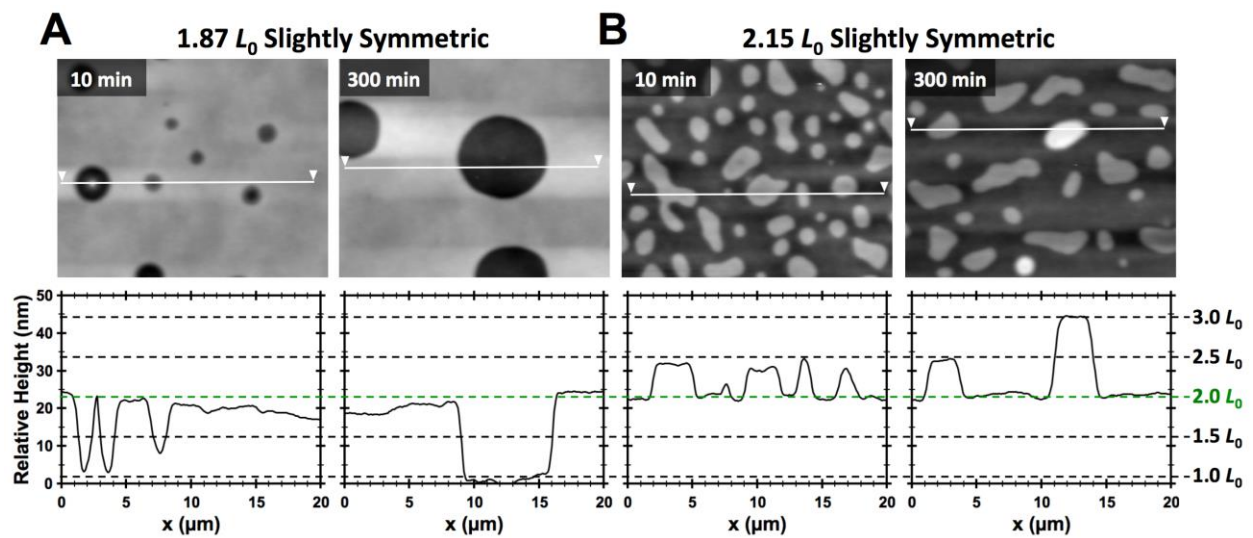 A
1.87 L₀ Slightly Symmetric
B
2.15 L₀ Slightly Symmetric
10 min
300 min
10 min
300 min
Relative Height (nm)
50
40
30
20
10
0
3.0 L₀
2.5 L₀
2.0 L₀
1.5 L₀
1.0 L₀
0 5 10 15 20
0 5 10 15 20
0 5 10 15 20
0 5 10 15 20
x (µm)
x (µm)
x (µm)
x (µm)